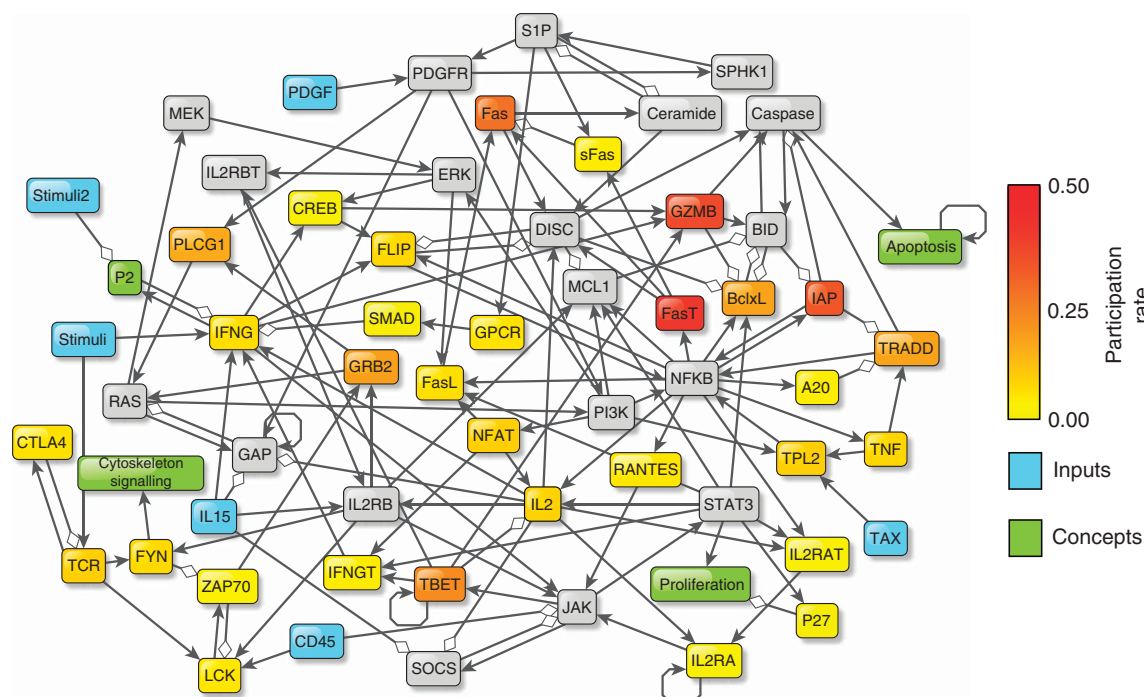 S1P
PDGFR
SPHK1
PDGF
MEK
Fas
Ceramide
Caspase
sFas
IL2RBT
ERK
Stimuli2
CREB
GZMB
PLCG1
FLIP
DISC
BID
Apoptosis
P2
MCL1
BclxL
IAP
FasT
SMAD
GPCR
Stimuli
IFNG
TRADD
GRB2
FasL
NFKB
A20
RAS
PI3K
CTLA4
NFAT
TNF
GAP
TPL2
Cytoskeleton
signalling
RANTES
IL15
IL2RB
IL2
STAT3
TAX
TCR
FYN
IL2RAT
ZAP70
IFNGT
TBET
Proliferation
JAK
P27
CD45
LCK
SOCS
IL2RA
0.50
0.25
0.00
Participation
rate
Inputs
Concepts